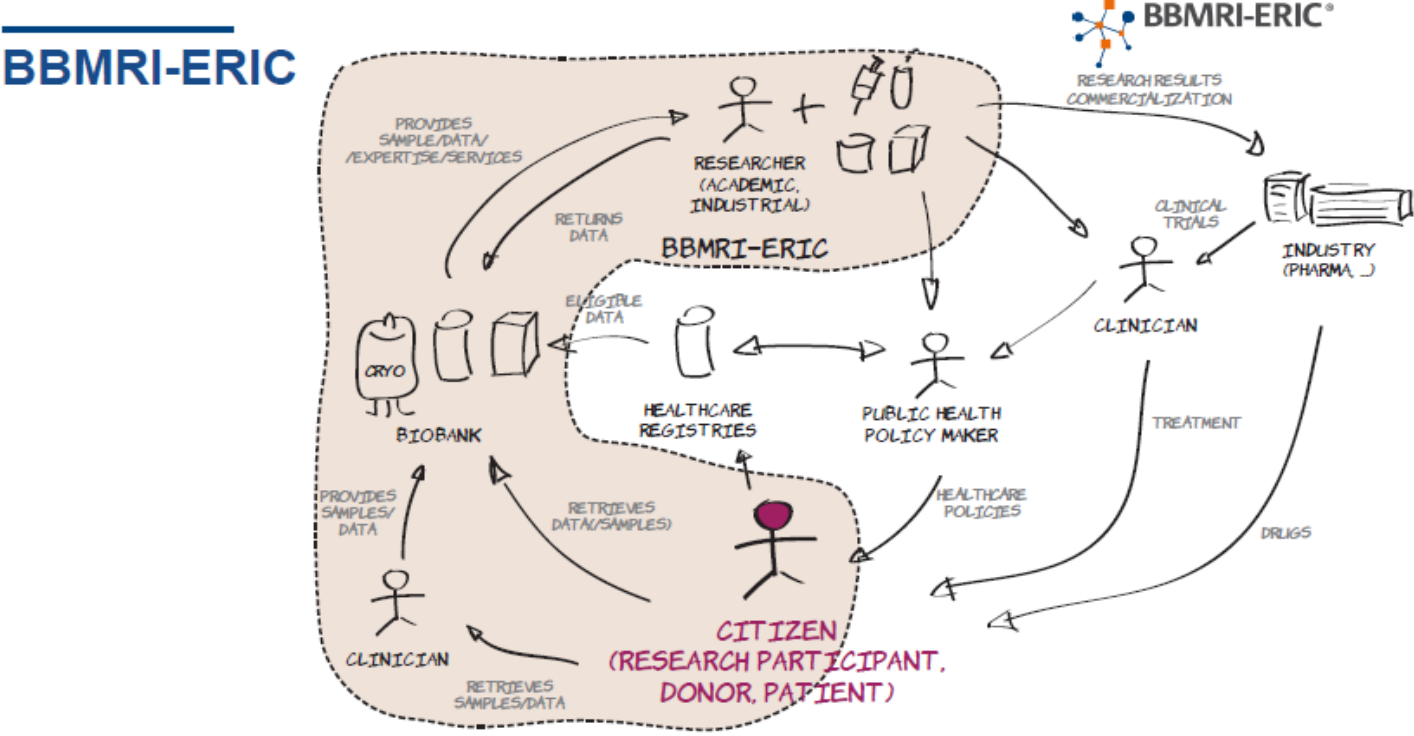 BBMRI-ERIC
BBMRI-ERIC®
RESEARCH RESULTS
COMMERCIALIZATION
PROVIDES
SAMPLE/DATA/
/EXPERTISE/SERVICES
RESEARCHER
(ACADEMIC,
INDUSTRIAL)
RETURNS
DATA
BBMRI-ERIC
CLINICAL
TRIALS
INDUSTRY
(PHARMA, ...)
ELIGIBLE
DATA
CLINICIAN
CRYO
BIOBANK
HEALTHCARE
REGISTRIES
PUBLIC HEALTH
POLICY MAKER
TREATMENT
PROVIDES
SAMPLES/
DATA
RETRIEVES
DATA(/SAMPLES)
HEALTHCARE
POLICIES
DRUGS
CLINICIAN
CITIZEN
(RESEARCH PARTICIPANT,
DONOR, PATIENT)
RETRIEVES
SAMPLES/DATA